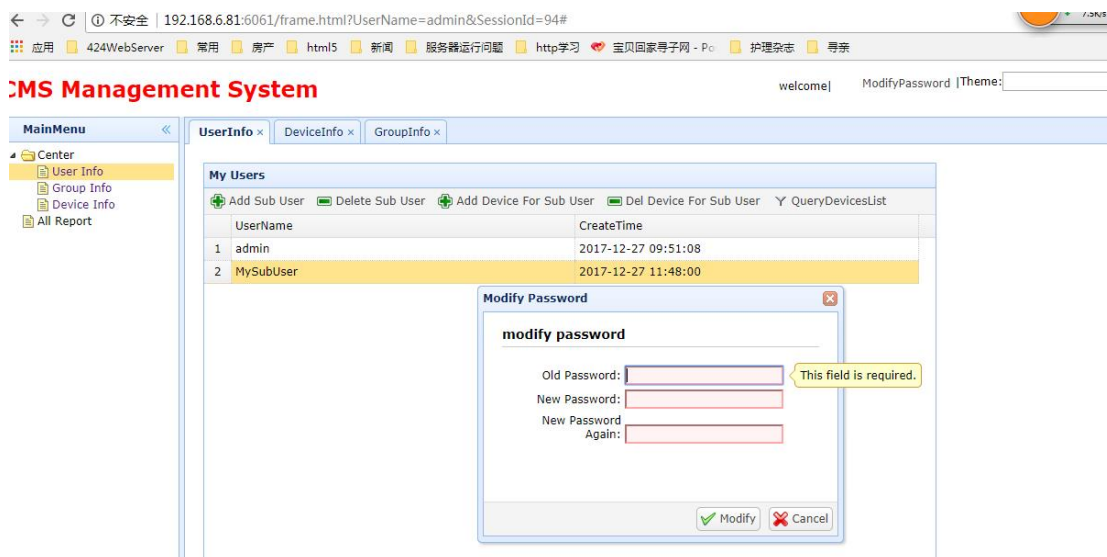 不安全 | 192.168.6.81:6061/frame.html?UserName=admin&SessionId=94#
7.5K/s
应用 424WebServer 常用 房产 html5 新闻 服务器运行问题 http学习 宝贝回家寻子网 - Po 护理杂志 寻亲
CMS Management System
welcome| ModifyPassword |Theme:
MainMenu
UserInfo × DeviceInfo × GroupInfo ×
Center
User Info
Group Info
Device Info
All Report
My Users
Add Sub User Delete Sub User Add Device For Sub User Del Device For Sub User QueryDevicesList
UserName CreateTime
1 admin 2017-12-27 09:51:08
2 MySubUser 2017-12-27 11:48:00
Modify Password
modify password
Old Password:
This field is required.
New Password:
New Password
Again:
Modify Cancel